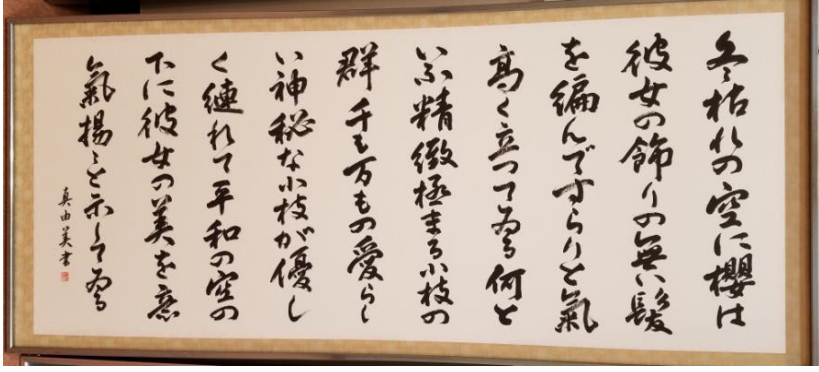 冬枯れの空に櫻は
彼女の飾りの無い髪
を編んですらりと氣
高く立つてゐる何と
いふ精緻極まる小枝の
群千も万もの愛らし
い神秘な小枝が優し
く縺れて平和の空の
下に彼女の美を意
氣揚々と示してゐる
真由美書